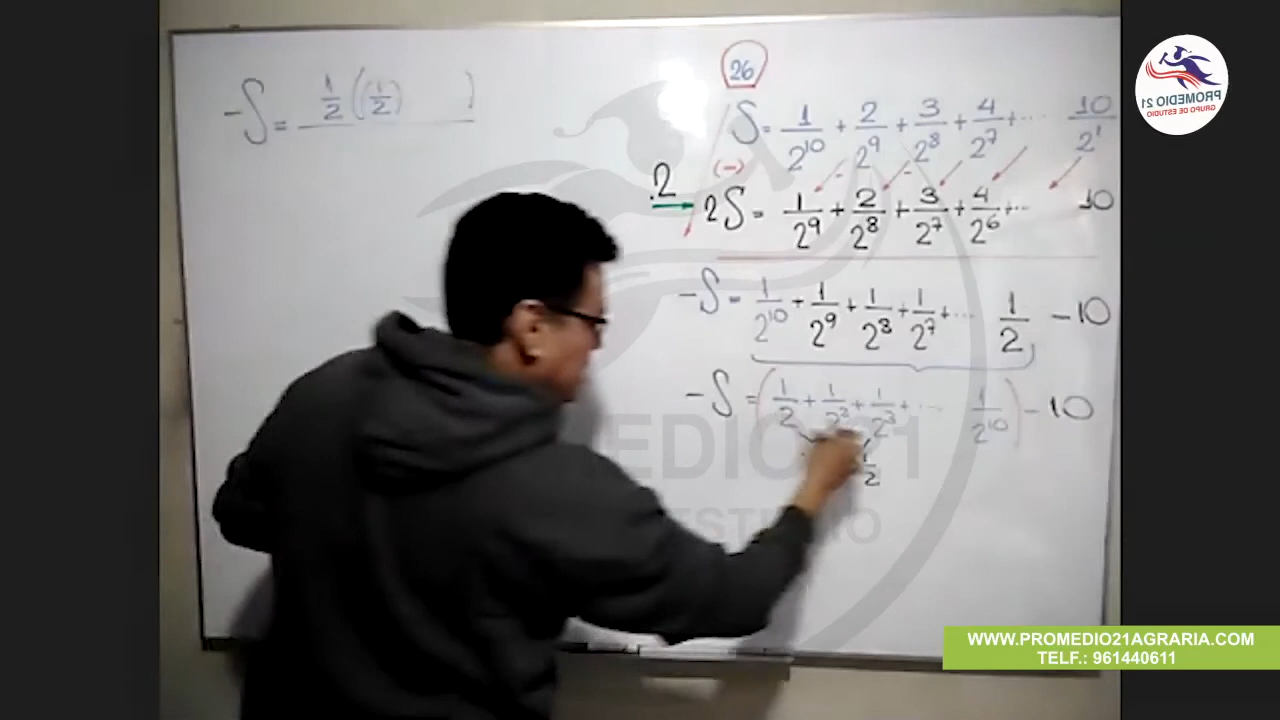 26
S = 1/2^10 + 2/2^9 + 3/2^8 + 4/2^7 + ... 10/2^1
(-)
.2
2S = 1/2^9 + 2/2^8 + 3/2^7 + 4/2^6 + ... 10
-S = 1/2^10 + 1/2^9 + 1/2^8 + 1/2^7 + ... 1/2 - 10
-S = (1/2 + 1/2^2 + 1/2^3 + ... 1/2^10) - 10
1/2
-S = 1/2((1/2) )
PROMEDIO 21
GRUPO DE ESTUDIO
WWW.PROMEDIO21AGRARIA.COM
TELF.: 961440611